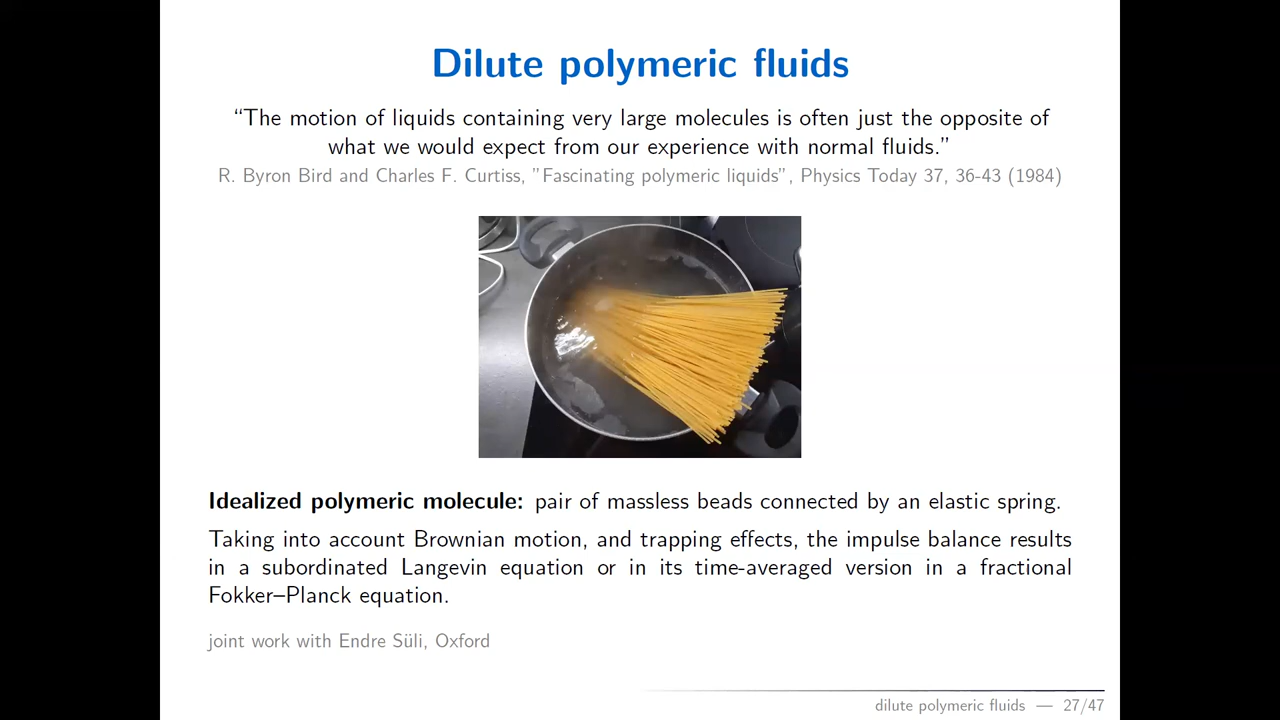 Dilute polymeric fluids
“The motion of liquids containing very large molecules is often just the opposite of
what we would expect from our experience with normal fluids.”
R. Byron Bird and Charles F. Curtiss, ”Fascinating polymeric liquids”, Physics Today 37, 36-43 (1984)
Idealized polymeric molecule: pair of massless beads connected by an elastic spring.
Taking into account Brownian motion, and trapping effects, the impulse balance results
in a subordinated Langevin equation or in its time-averaged version in a fractional
Fokker–Planck equation.
joint work with Endre Süli, Oxford
dilute polymeric fluids — 27/47